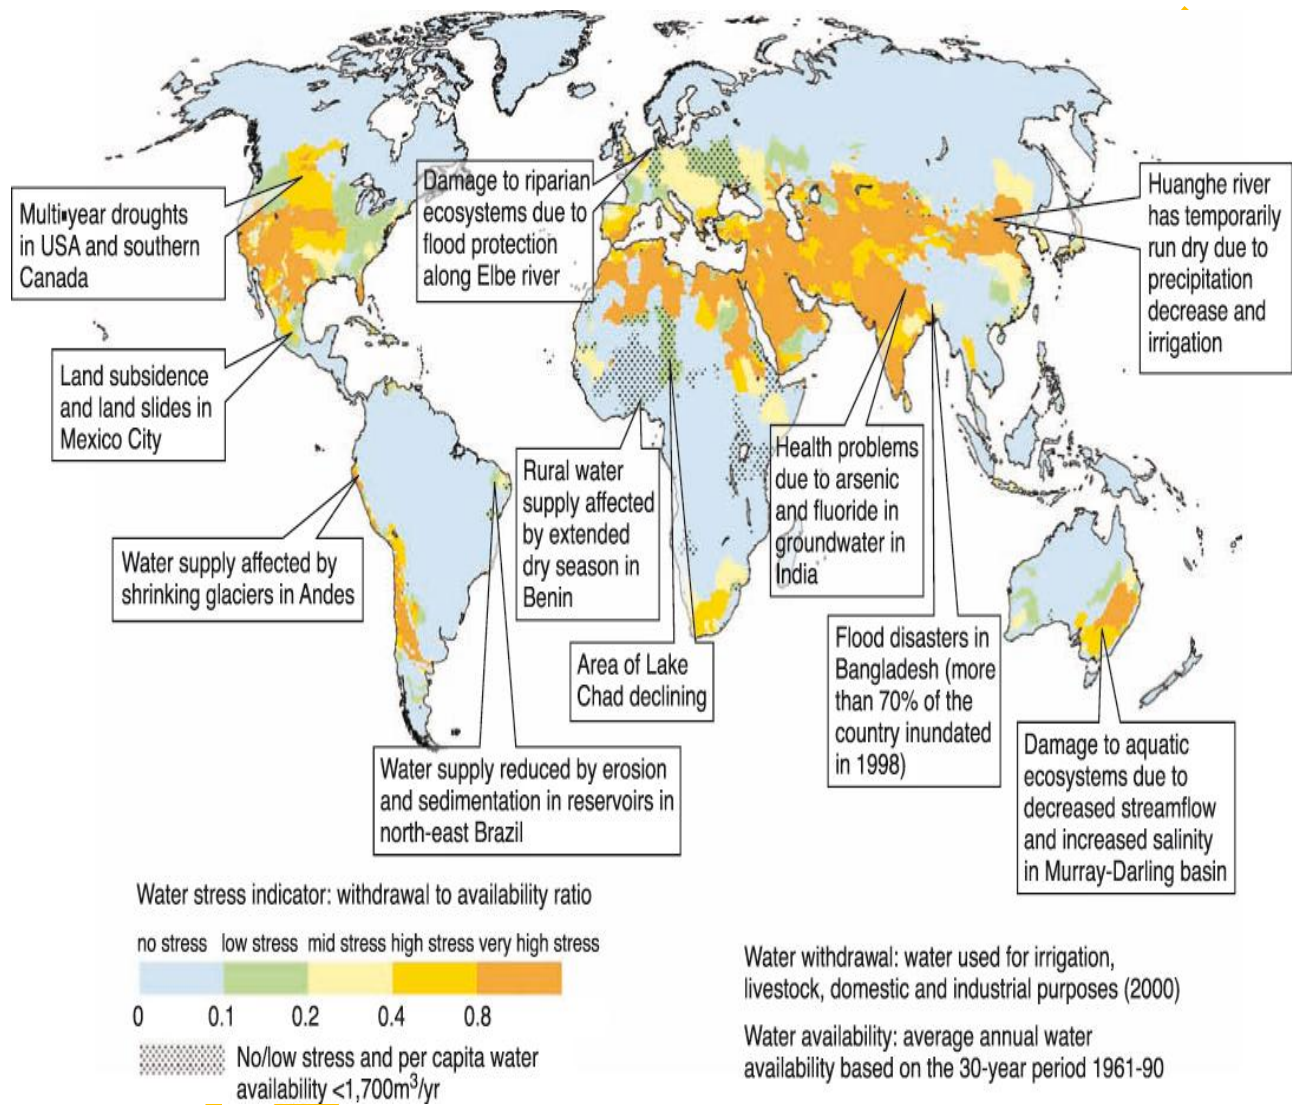 Multi-year droughts
in USA and southern
Canada
Damage to riparian
ecosystems due to
flood protection
along Elbe river
Huanghe river
has temporarily
run dry due to
precipitation
decrease and
irrigation
Land subsidence
and land slides in
Mexico City
Water supply affected by
shrinking glaciers in Andes
Rural water
supply affected
by extended
dry season in
Benin
Health problems
due to arsenic
and fluoride in
groundwater in
India
Area of Lake
Chad declining
Flood disasters in
Bangladesh (more
than 70% of the
country inundated
in 1998)
Water supply reduced by erosion
and sedimentation in reservoirs in
north-east Brazil
Damage to aquatic
ecosystems due to
decreased streamflow
and increased salinity
in Murray-Darling basin
Water stress indicator: withdrawal to availability ratio
no stress low stress mid stress high stress very high stress
0 0.1 0.2 0.4 0.8
No/low stress and per capita water
availability <1,700m³/yr
Water withdrawal: water used for irrigation,
livestock, domestic and industrial purposes (2000)
Water availability: average annual water
availability based on the 30-year period 1961-90